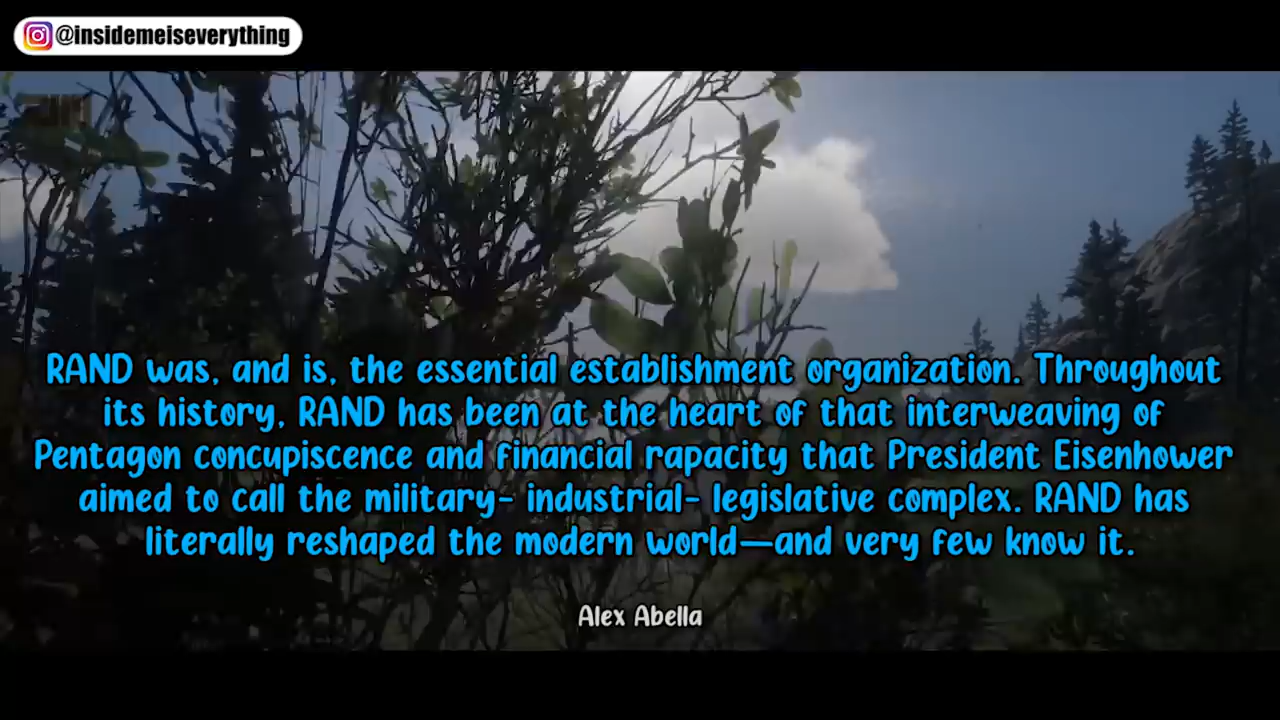 @insidemeiseverything
RAND was, and is, the essential establishment organization. Throughout
its history, RAND has been at the heart of that interweaving of
Pentagon concupiscence and financial rapacity that President Eisenhower
aimed to call the military- industrial- legislative complex. RAND has
literally reshaped the modern world—and very few know it.
Alex Abella